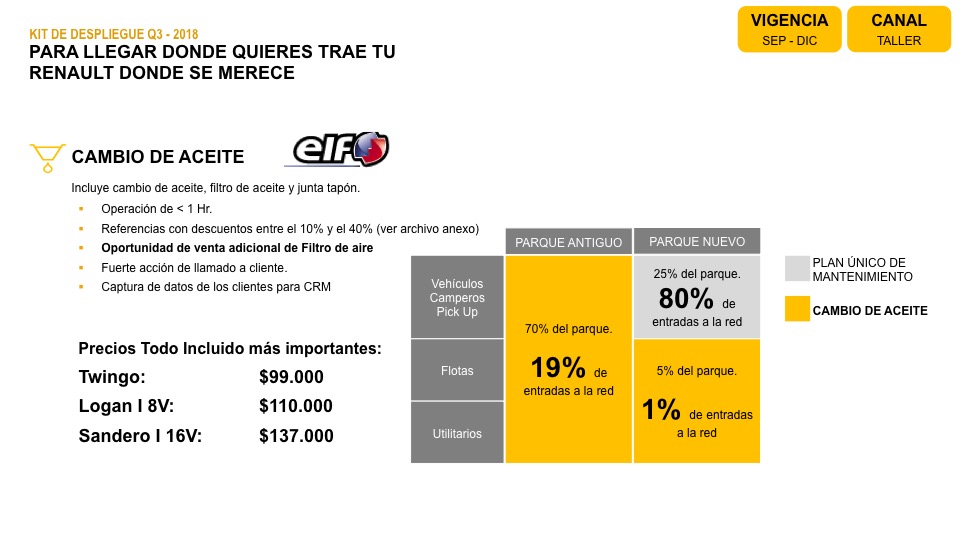 KIT DE DESPLIEGUE Q3 - 2018
PARA LLEGAR DONDE QUIERES TRAE TU
RENAULT DONDE SE MERECE
VIGENCIA
SEP - DIC
CANAL
TALLER
CAMBIO DE ACEITE
elf
Incluye cambio de aceite, filtro de aceite y junta tapón.
Operación de < 1 Hr.
Referencias con descuentos entre el 10% y el 40% (ver archivo anexo)
Oportunidad de venta adicional de Filtro de aire
Fuerte acción de llamado a cliente.
Captura de datos de los clientes para CRM
Precios Todo Incluido más importantes:
Twingo: $99.000
Logan I 8V: $110.000
Sandero I 16V: $137.000
PARQUE ANTIGUO
PARQUE NUEVO
Vehículos
Camperos
Pick Up
Flotas
Utilitarios
70% del parque.
19% de
entradas a la red
25% del parque.
80% de
entradas a la red
5% del parque.
1% de entradas
a la red
PLAN ÚNICO DE
MANTENIMIENTO
CAMBIO DE ACEITE